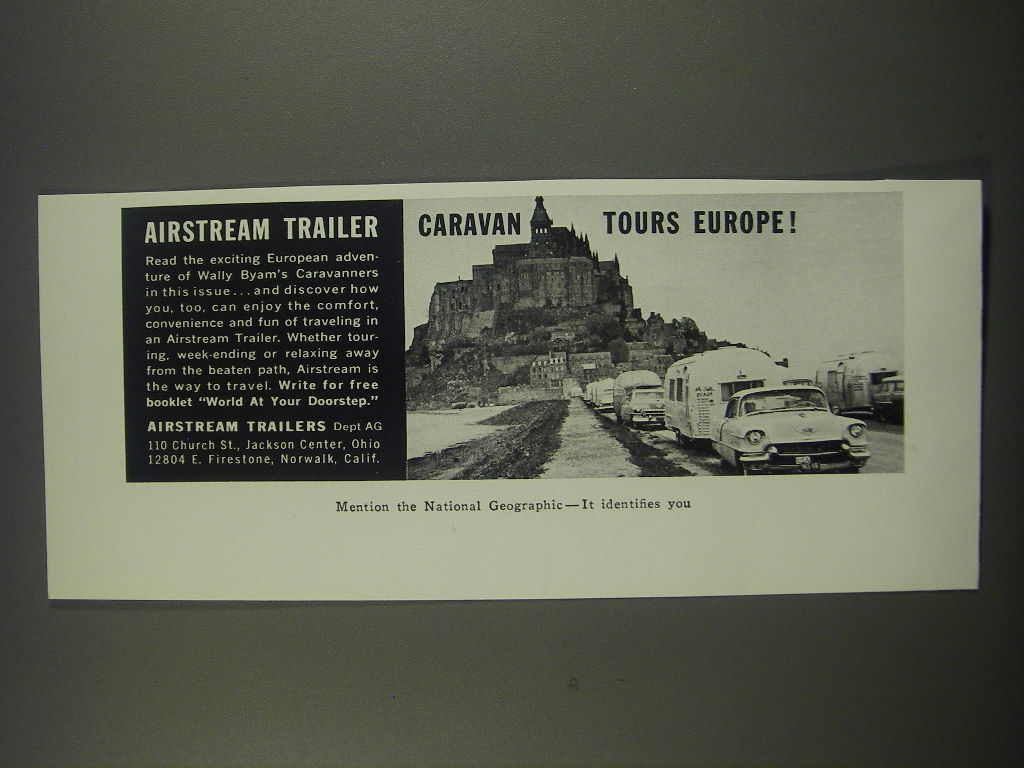 AIRSTREAM TRAILER CARAVAN TOURS EUROPE!
Read the exciting European adven-
ture of Wally Byam's Caravanners
in this issue...and discover how
you, too, can enjoy the comfort,
convenience and fun of traveling in
an Airstream Trailer. Whether tour-
ing, week-ending or relaxing away
from the beaten path, Airstream is
the way to travel. Write for free
booklet "World At Your Doorstep."
AIRSTREAM TRAILERS Dept AG
110 Church St., Jackson Center, Ohio
12804 E. Firestone, Norwalk, Calif.
Mention the National Geographic—It identifies you